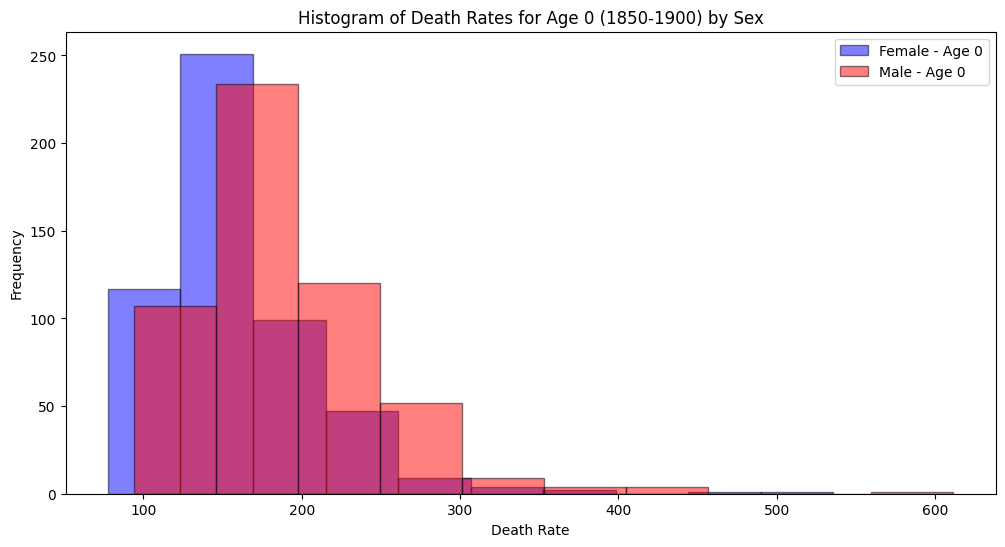 Histogram of Death Rates for Age 0 (1850-1900) by Sex
Female - Age 0
Male - Age 0
Frequency
250
200
150
100
50
0
100
200
300
400
500
600
Death Rate